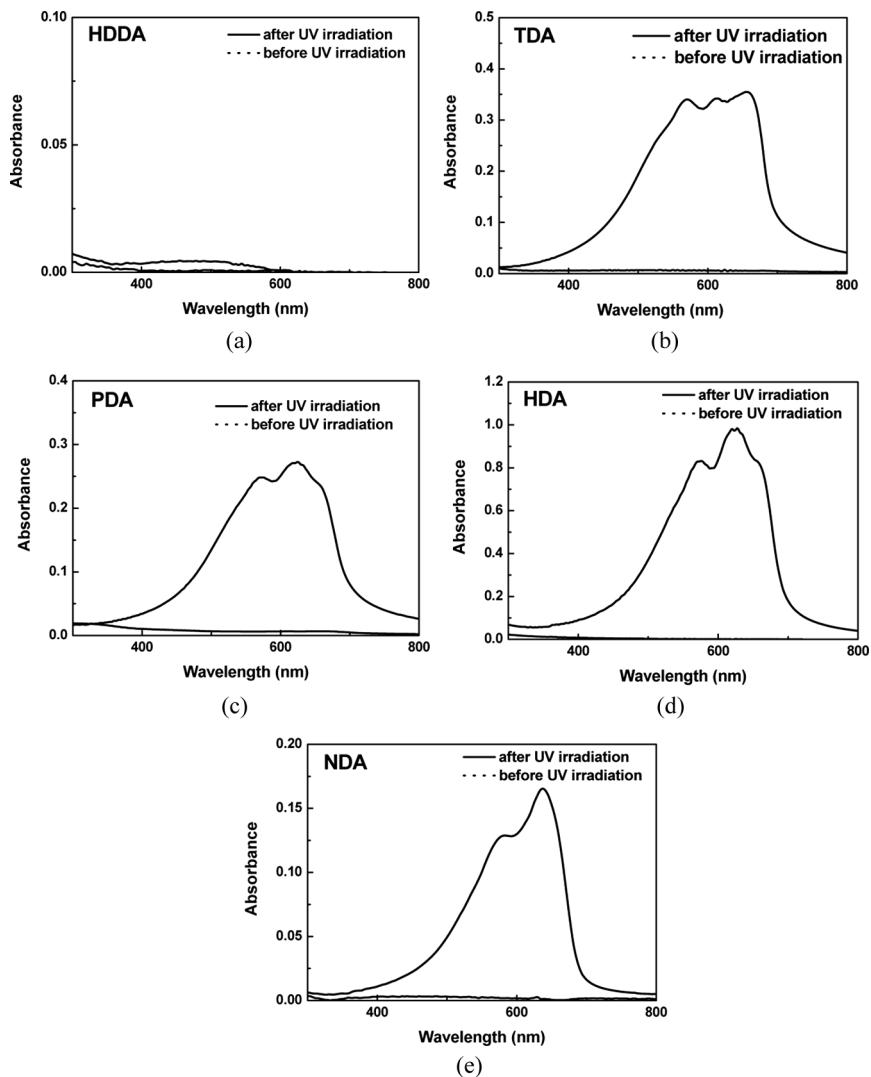 HDDA
after UV irradiation
before UV irradiation
0.10
0.05
0.00
Absorbance
400 600 800
Wavelength (nm)
(a)
TDA
after UV irradiation
before UV irradiation
0.5
0.4
0.3
0.2
0.1
0.0
Absorbance
400 600 800
Wavelength (nm)
(b)
PDA
after UV irradiation
before UV irradiation
0.4
0.3
0.2
0.1
0.0
Absorbance
400 600 800
Wavelength (nm)
(c)
HDA
after UV irradiation
before UV irradiation
1.2
1.0
0.8
0.6
0.4
0.2
0.0
Absorbance
400 600 800
Wavelength (nm)
(d)
NDA
after UV irradiation
before UV irradiation
0.20
0.15
0.10
0.05
0.00
Absorbance
400 600 800
Wavelength (nm)
(e)